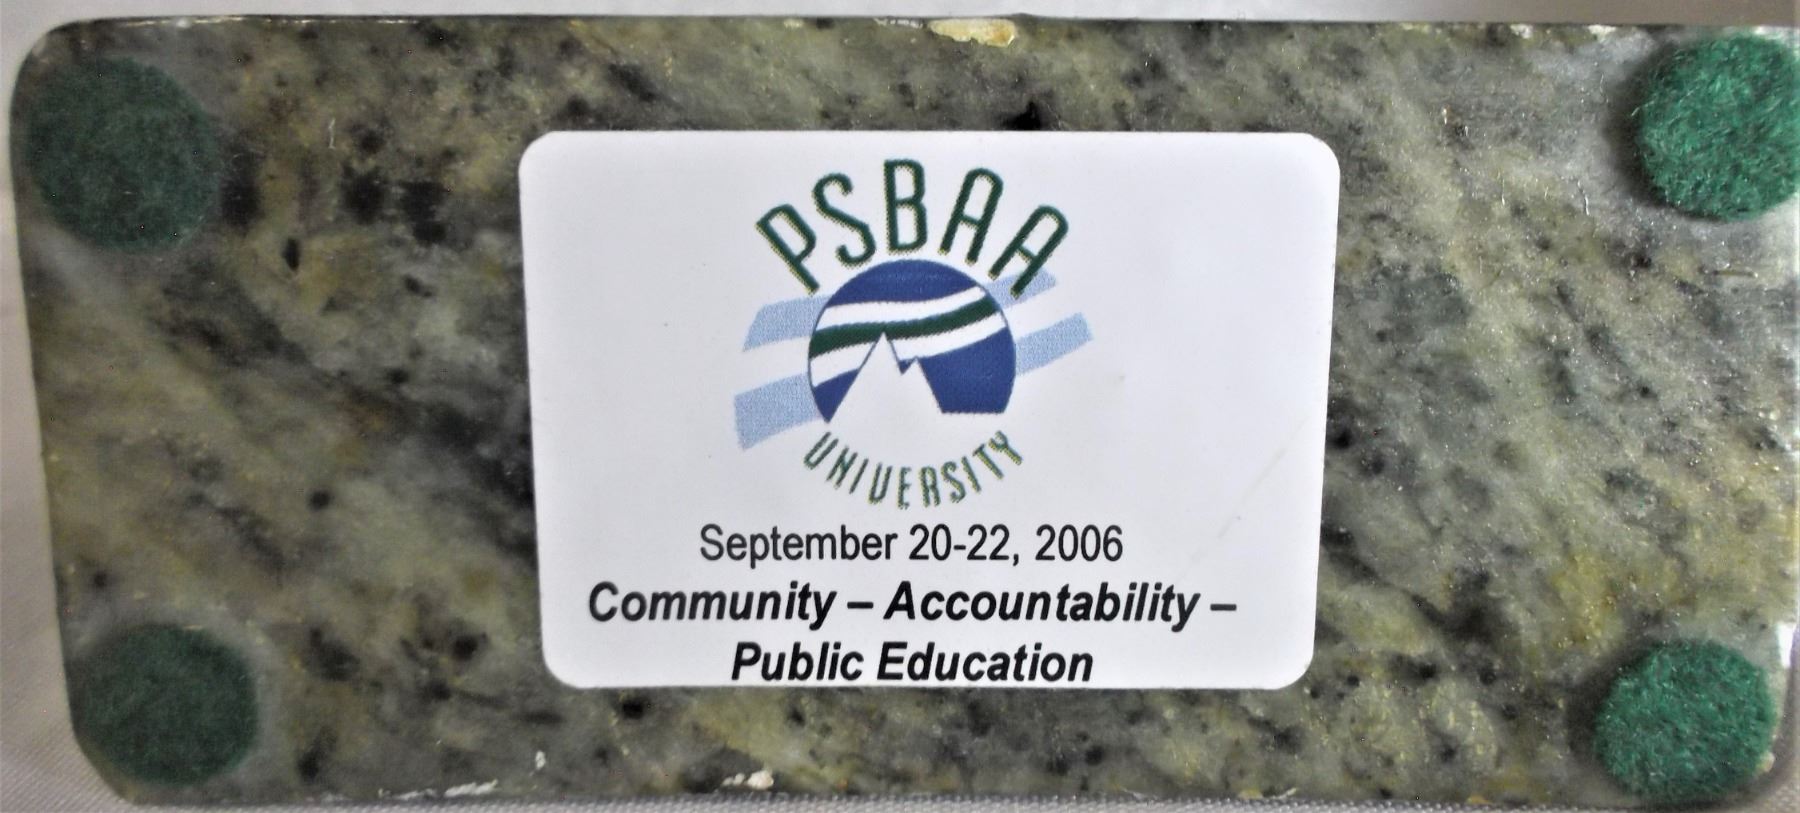 PSBAA
UNIVERSITY
September 20-22, 2006
Community – Accountability –
Public Education